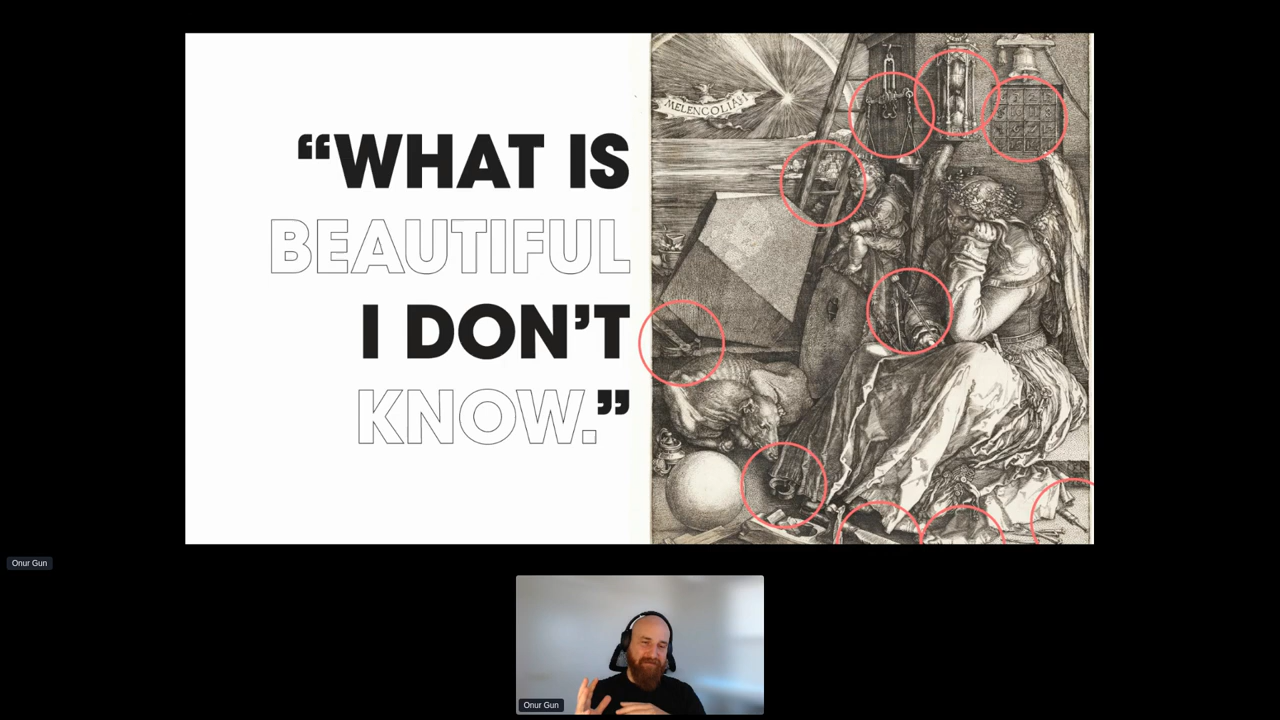 “WHAT IS
BEAUTIFUL
I DON’T
KNOW.”
MELENCOLIA I
Onur Gun
Onur Gun